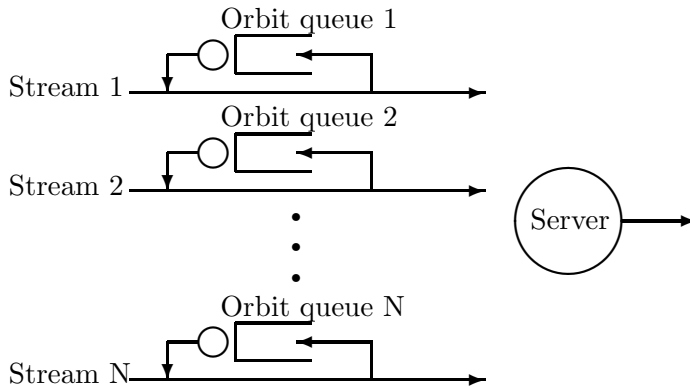 Orbit queue 1
Stream 1
Orbit queue 2
Stream 2
Server
Orbit queue N
Stream N